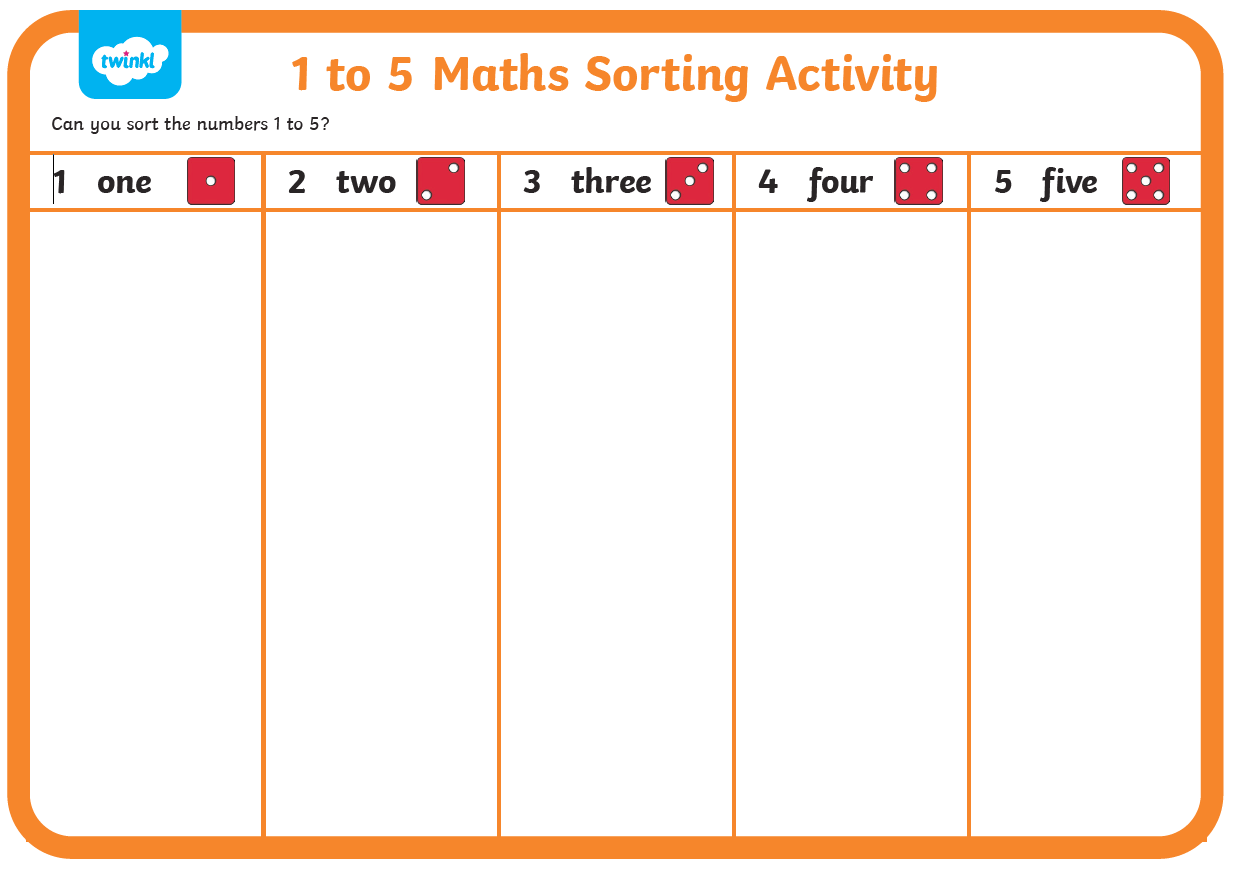 twinkl
1 to 5 Maths Sorting Activity
Can you sort the numbers 1 to 5?
1 one 2 two 3 three 4 four 5 five